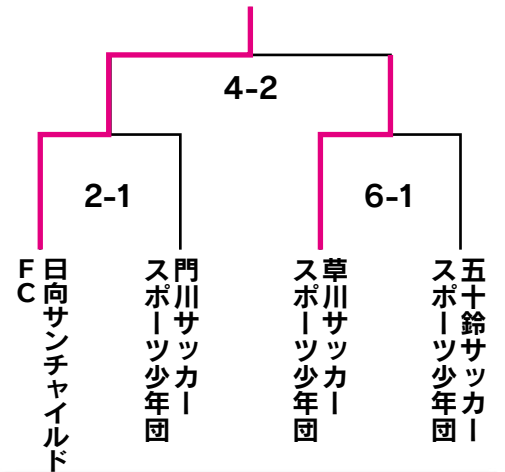 4-2
2-1
6-1
日向サンチャイルド
FC
門川サッカー
スポーツ少年団
草川サッカー
スポーツ少年団
五十鈴サッカー
スポーツ少年団